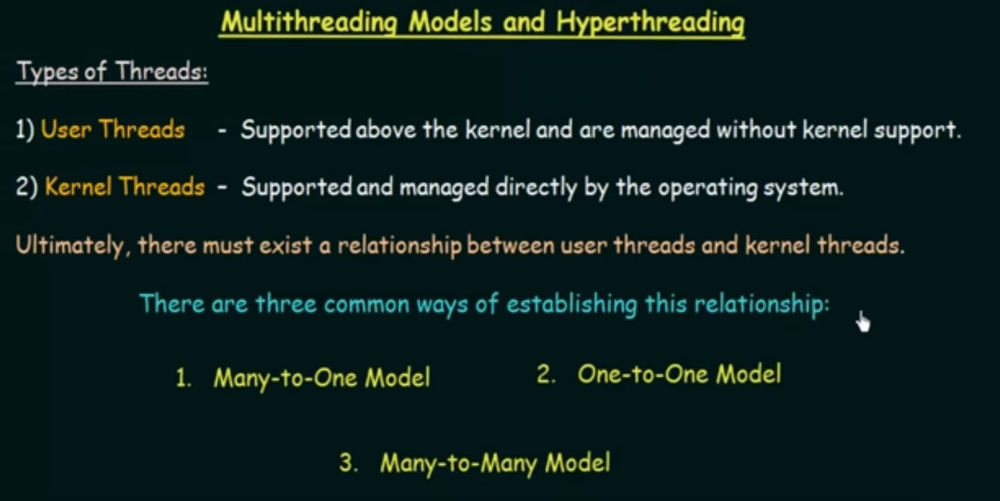 Multithreading Models and Hyperthreading
Types of Threads:
1) User Threads - Supported above the kernel and are managed without kernel support.
2) Kernel Threads - Supported and managed directly by the operating system.
Ultimately, there must exist a relationship between user threads and kernel threads.
There are three common ways of establishing this relationship:
1. Many-to-One Model 2. One-to-One Model
3. Many-to-Many Model